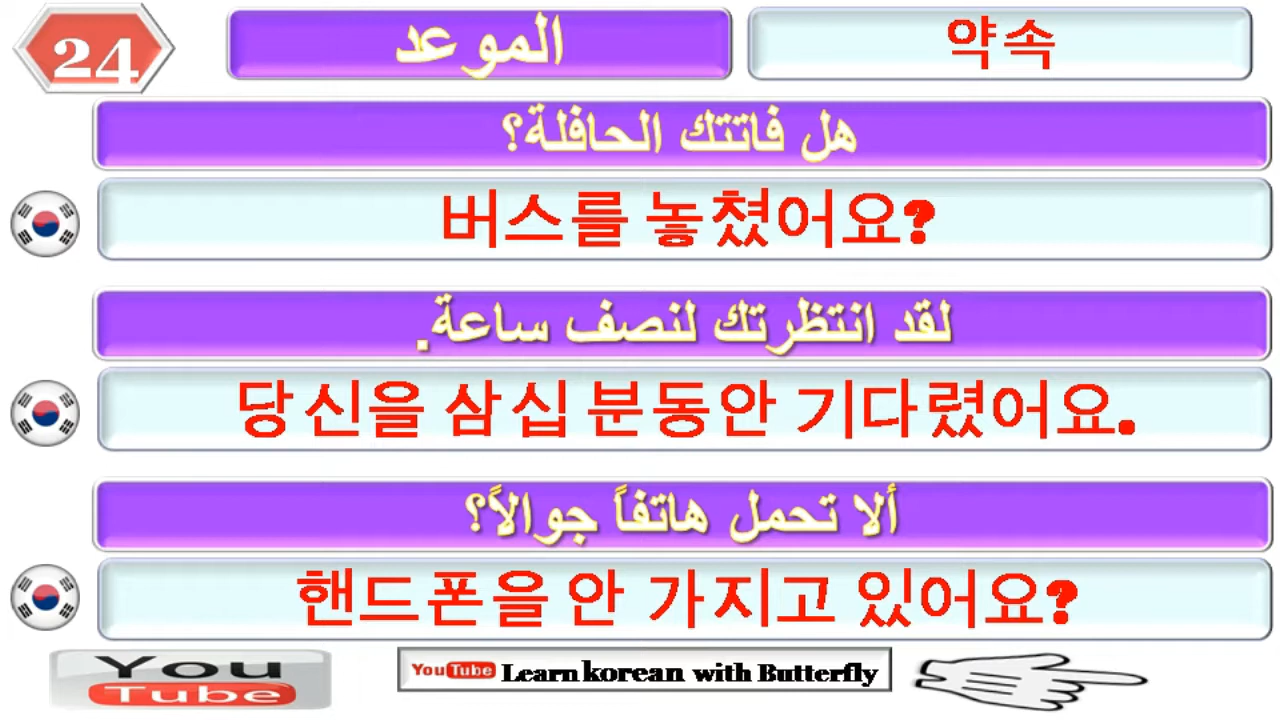 24
الموعد
약속
هل فاتتك الحافلة؟
버스를 놓쳤어요?
لقد انتظرتك لنصف ساعة.
당신을 삼십 분동안 기다렸어요.
ألا تحمل هاتفاً جوالاً؟
핸드폰을 안 가지고 있어요?
You Tube
YouTube Learn korean with Butterfly